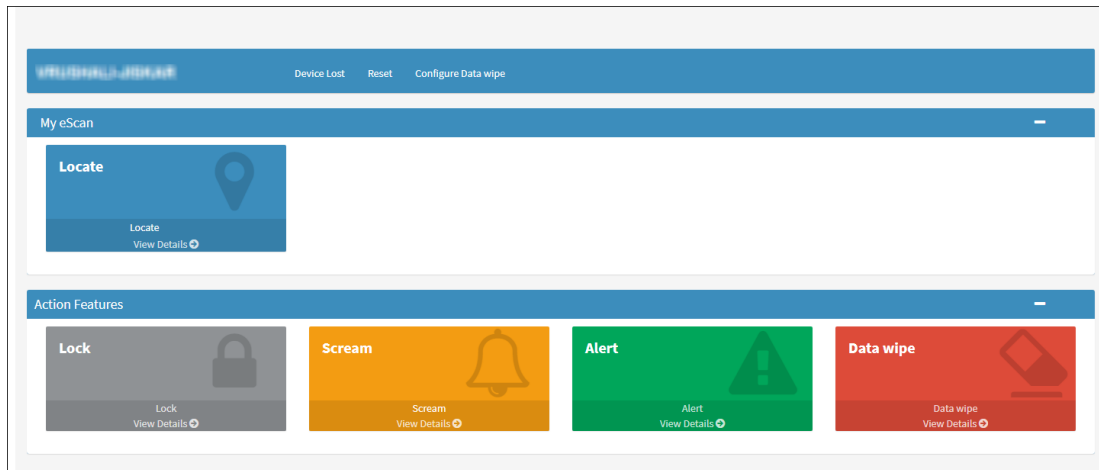 Device Lost Reset Configure Data wipe
My eScan
Locate
Locate
View Details
Action Features
Lock
Scream
Alert
Data wipe
Lock
Scream
Alert
Data wipe
View Details
View Details
View Details
View Details